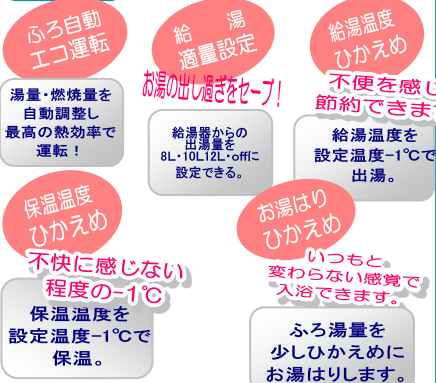 ふろ自動
エコ運転
湯量・燃焼量を
自動調整し
最高の熱効率で
運転！
給　湯
適量設定
お湯の出し過ぎをセーブ！
給湯器からの
出湯量を
8L・10L12L・offに
設定できる。
給湯温度
ひかえめ
不便を感じ
節約できま
給湯温度を
設定温度-1℃で
出湯。
保温温度
ひかえめ
不快に感じない
程度の-1℃
保温温度を
設定温度-1℃で
保温。
お湯はり
ひかえめ
いつもと
変わらない感覚で
入浴できます。
ふろ湯量を
少しひかえめに
お湯はりします。